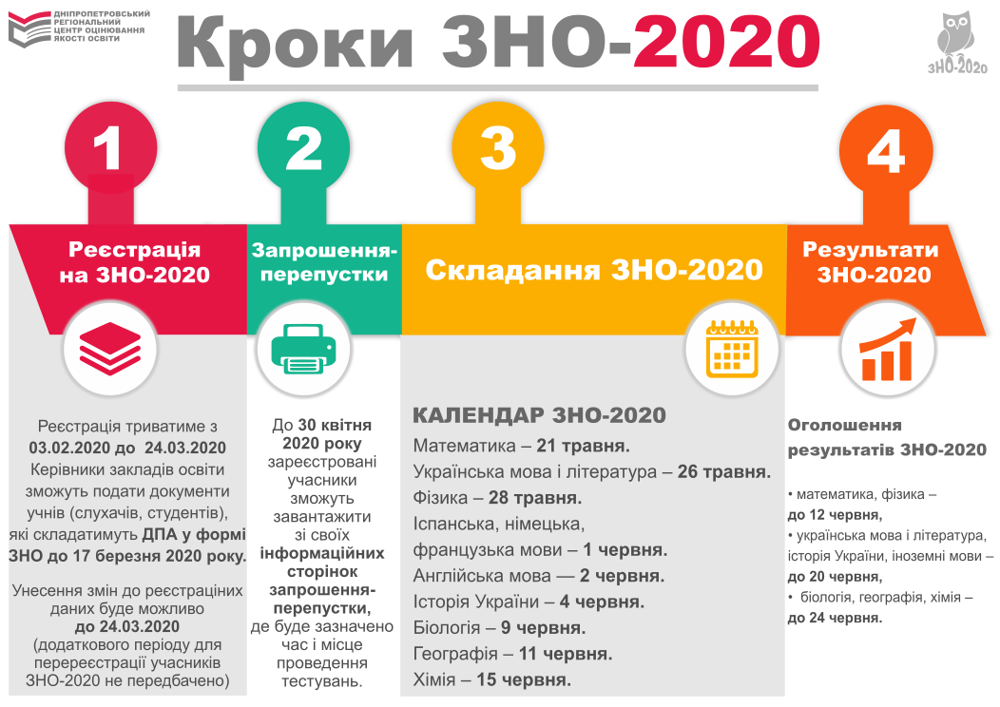 ДНІПРОПЕТРОВСЬКИЙ
РЕГІОНАЛЬНИЙ
ЦЕНТР ОЦІНЮВАННЯ
ЯКОСТІ ОСВІТИ
Кроки ЗНО-2020
ЗНО-2020
1
2
3
4
Реєстрація
на ЗНО-2020
Запрошення-
перепустки
Складання ЗНО-2020
Результати
ЗНО-2020
Реєстрація триватиме з
03.02.2020 до 24.03.2020
Керівники закладів освіти
зможуть подати документи
учнів (слухачів, студентів),
які складатимуть ДПА у формі
ЗНО до 17 березня 2020 року.
Унесення змін до реєстраціних
даних буде можливо
до 24.03.2020
(додаткового періоду для
перереєстрації учасників
ЗНО-2020 не передбачено)
До 30 квітня
2020 року
зареєстровані
учасники
зможуть
завантажити
зі своїх
інформаційних
сторінок
запрошення-
перепустки,
де буде зазначено
час і місце
проведення
тестувань.
КАЛЕНДАР ЗНО-2020
Математика – 21 травня.
Українська мова і література – 26 травня.
Фізика – 28 травня.
Іспанська, німецька,
французька мови – 1 червня.
Англійська мова — 2 червня.
Історія України – 4 червня.
Біологія – 9 червня.
Географія – 11 червня.
Хімія – 15 червня.
Оголошення
результатів ЗНО-2020
• математика, фізика –
до 12 червня,
• українська мова і література,
історія України, іноземні мови –
до 20 червня,
• біологія, географія, хімія –
до 24 червня.